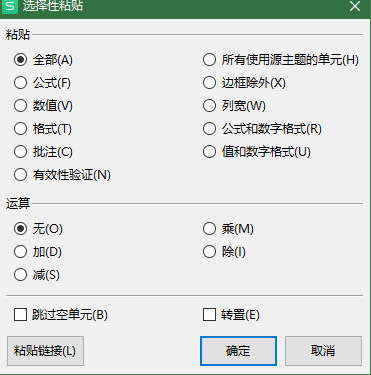 S 选择性粘贴
粘贴
全部(A) 所有使用源主题的单元(H)
公式(F) 边框除外(X)
数值(V) 列宽(W)
格式(T) 公式和数字格式(R)
批注(C) 值和数字格式(U)
有效性验证(N)
运算
无(O) 乘(M)
加(D) 除(I)
减(S)
跳过空单元(B) 转置(E)
粘贴链接(L) 确定 取消